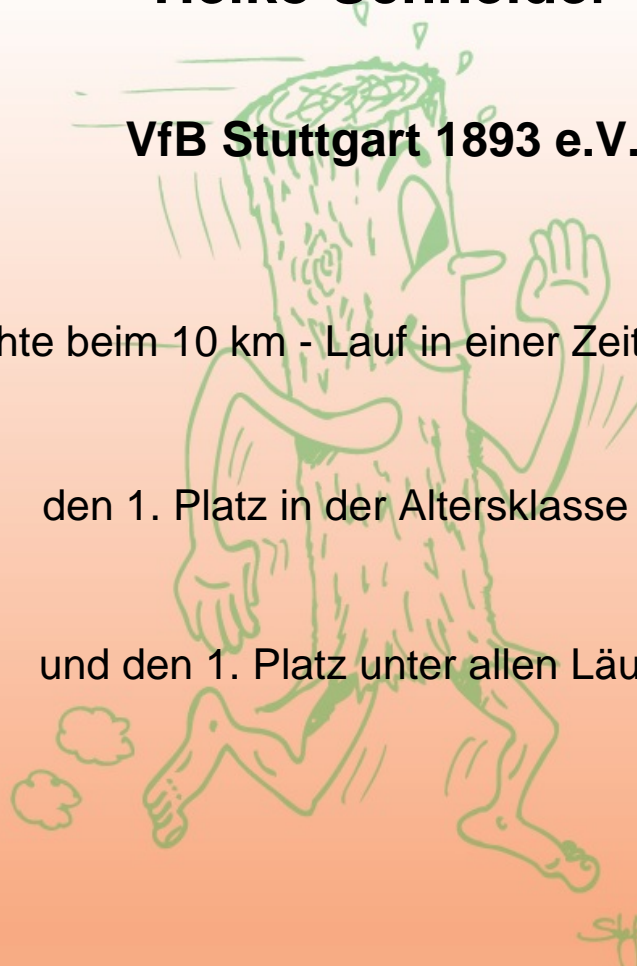 VfB Stuttgart 1893 e.V.
hte beim 10 km - Lauf in einer Zeit
den 1. Platz in der Altersklasse
und den 1. Platz unter allen Läu